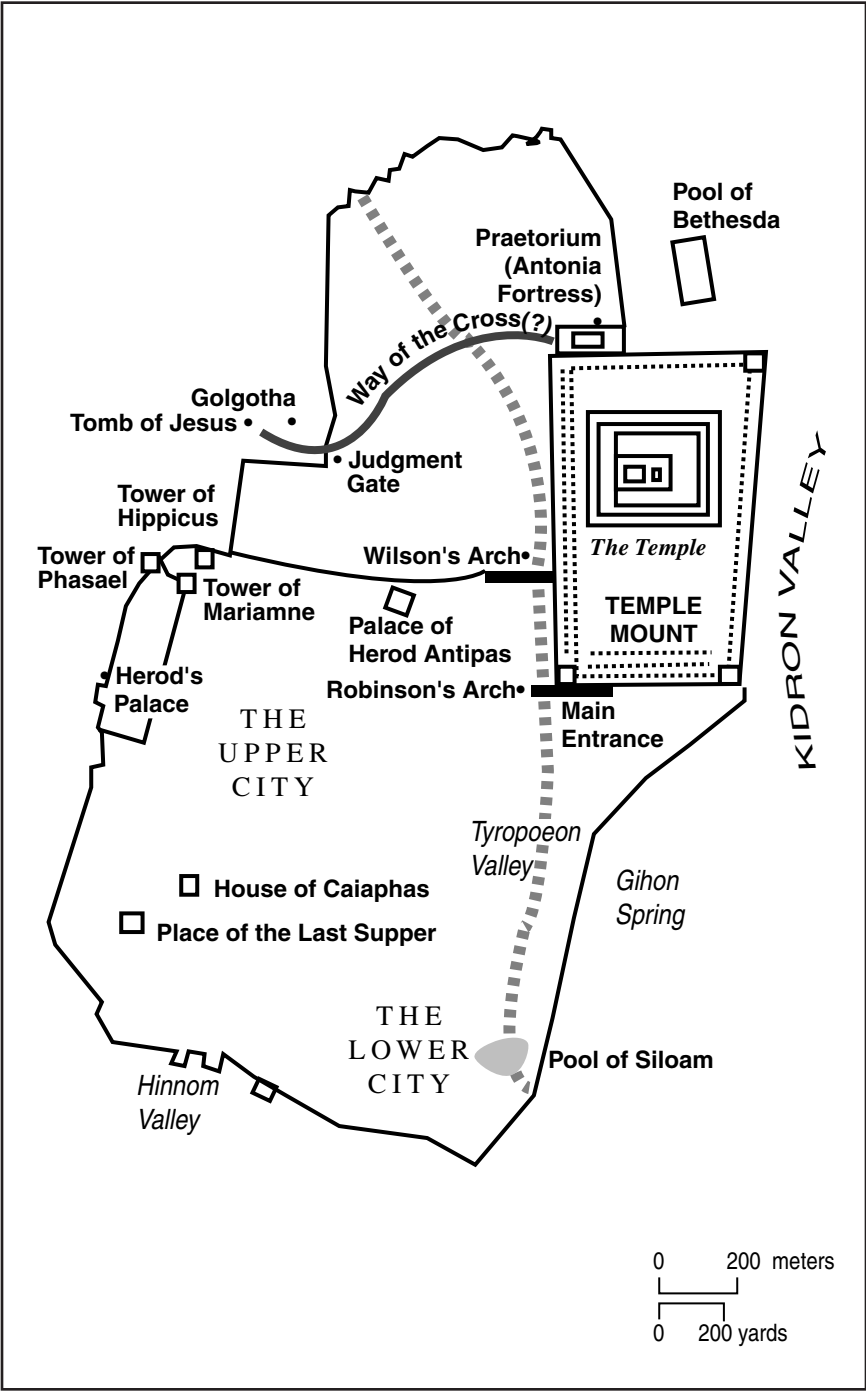 Pool of
Bethesda
Praetorium
(Antonia
Fortress)
Way of the Cross(?)
Golgotha
Tomb of Jesus
Judgment
Gate
Tower of
Hippicus
Tower of
Phasael
Tower of
Mariamne
Wilson's Arch
The Temple
TEMPLE
MOUNT
KIDRON VALLEY
Palace of
Herod Antipas
Herod's
Palace
Robinson's Arch
Main
Entrance
THE
UPPER
CITY
Tyropoeon
Valley
Gihon
Spring
House of Caiaphas
Place of the Last Supper
THE
LOWER
CITY
Pool of Siloam
Hinnom
Valley
0 200 meters
0 200 yards